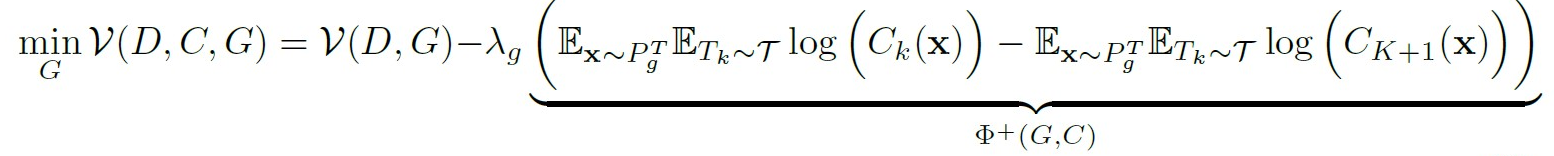 min_G 𝒱(D, C, G) = 𝒱(D, G) − λ_g ( 𝔼_{𝐱∼P_g^T} 𝔼_{T_k∼𝒯} log ( C_k(𝐱) ) − 𝔼_{𝐱∼P_g^T} 𝔼_{T_k∼𝒯} log ( C_{K+1}(𝐱) ) )
Φ⁺(G,C)